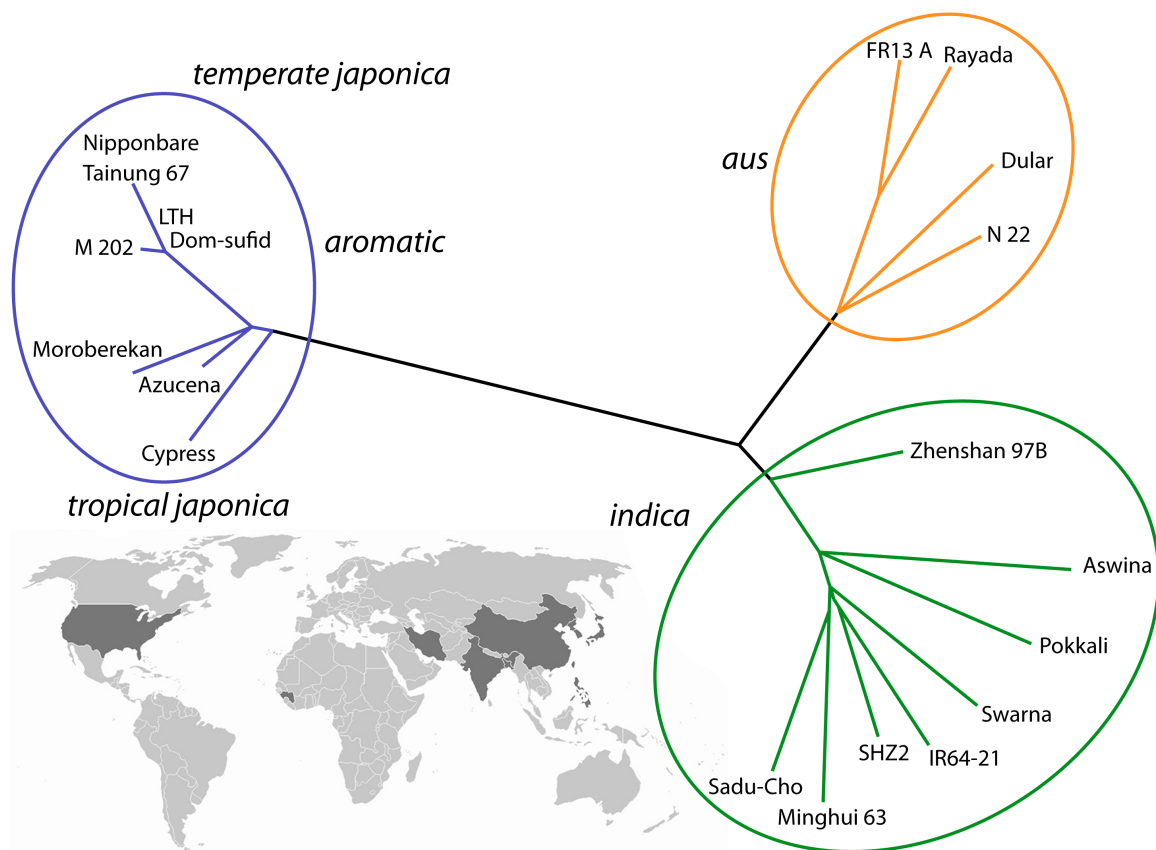 temperate japonica
Nipponbare
Tainung 67
LTH
M 202
Dom-sufid
aromatic
Moroberekan
Azucena
Cypress
tropical japonica
FR13 A
Rayada
aus
Dular
N 22
indica
Zhenshan 97B
Aswina
Pokkali
Swarna
SHZ2
IR64-21
Sadu-Cho
Minghui 63